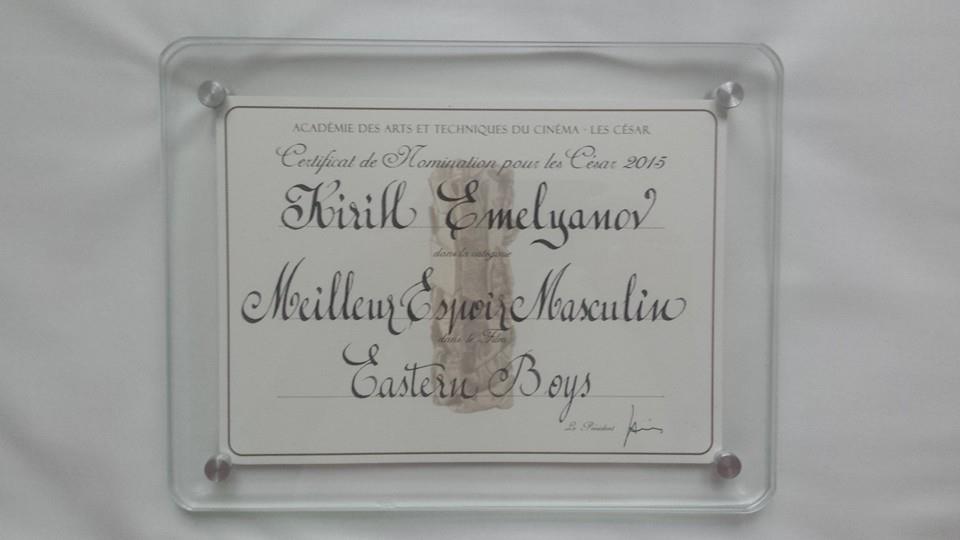 ACADÉMIE DES ARTS ET TECHNIQUES DU CINÉMA - LES CÉSAR
Certificat de Nomination pour les César 2015
Kirill Emelyanov
dans la catégorie
Meilleur Espoir Masculin
dans le Film
Eastern Boys
Le Président